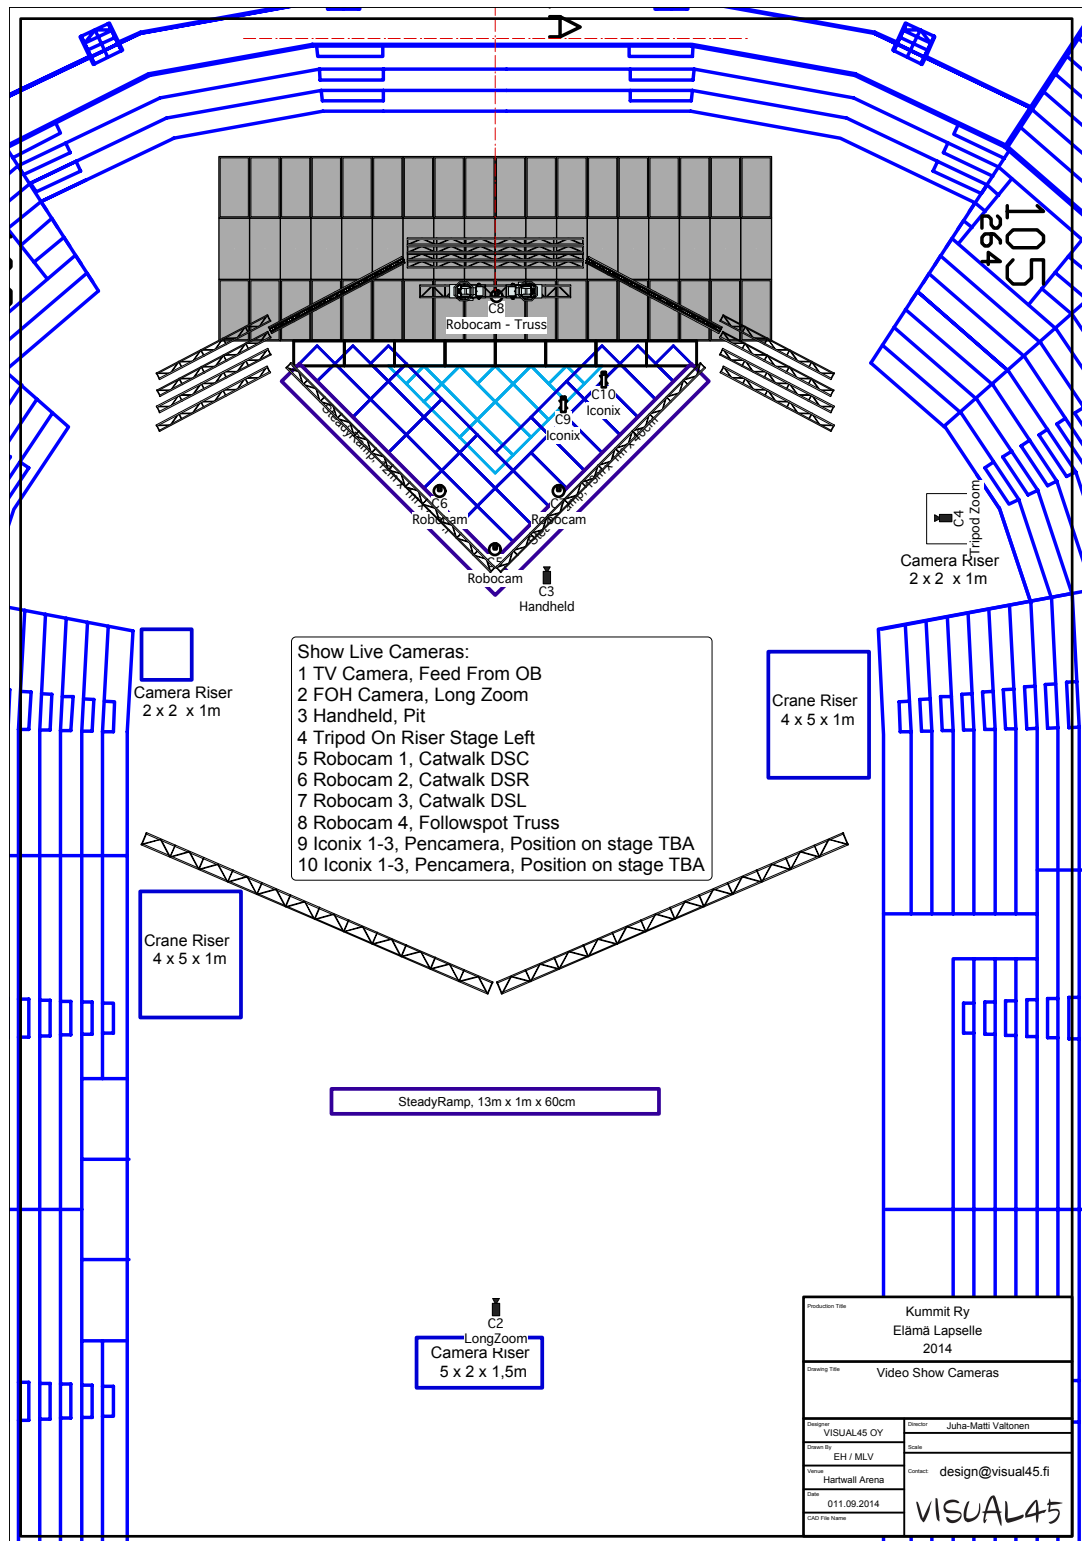 A
105
264
C8
Robocam - Truss
C10
Iconix
C9
Iconix
SteadyRamp, 12m x 1m x
13m x 1m x 40cm
C6
Robocam
Robocam
C5
Robocam
C3
Handheld
C4
Tripod Zoom
Camera Riser
2 x 2 x 1m
Camera Riser
2 x 2 x 1m
Show Live Cameras:
1 TV Camera, Feed From OB
2 FOH Camera, Long Zoom
3 Handheld, Pit
4 Tripod On Riser Stage Left
5 Robocam 1, Catwalk DSC
6 Robocam 2, Catwalk DSR
7 Robocam 3, Catwalk DSL
8 Robocam 4, Followspot Truss
9 Iconix 1-3, Pencamera, Position on stage TBA
10 Iconix 1-3, Pencamera, Position on stage TBA
Crane Riser
4 x 5 x 1m
Crane Riser
4 x 5 x 1m
SteadyRamp, 13m x 1m x 60cm
C2
LongZoom
Camera Riser
5 x 2 x 1,5m
Production Title
Kummit Ry
Elämä Lapselle
2014
Drawing Title
Video Show Cameras
Designer
VISUAL45 OY
Director
Juha-Matti Valtonen
Drawn By
EH / MLV
Scale
Venue
Hartwall Arena
Contact:
design@visual45.fi
Date
011.09.2014
CAD File Name
VISUAL45